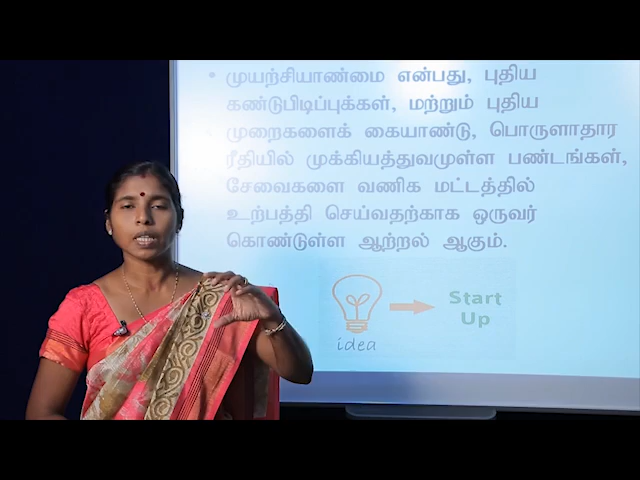 • முயற்சியாண்மை என்பது, புதிய
கண்டுபிடிப்புக்கள், மற்றும் புதிய
முறைகளைக் கையாண்டு, பொருளாதார
ரீதியில் முக்கியத்துவமுள்ள பண்டங்கள்,
சேவைகளை வணிக மட்டத்தில்
உற்பத்தி செய்வதற்காக ஒருவர்
கொண்டுள்ள ஆற்றல் ஆகும்.
Start
Up
idea